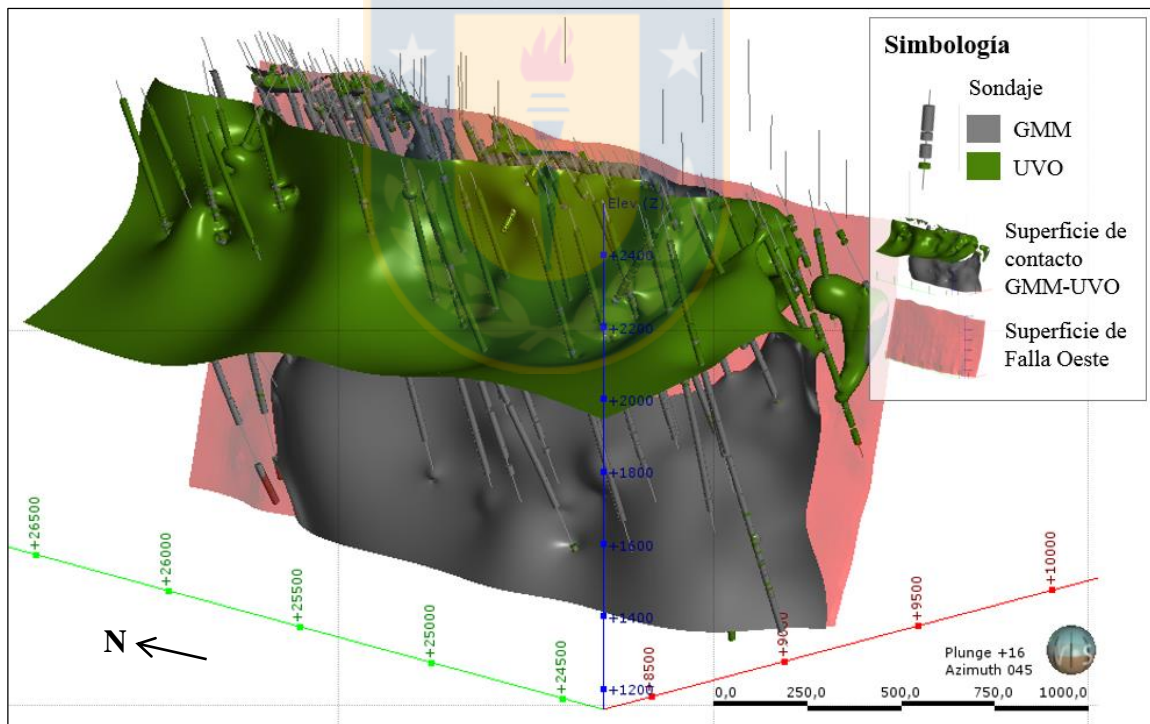 Simbología
Sondaje
GMM
UVO
Superficie de
contacto
GMM-UVO
Superficie de
Falla Oeste
Elev (Z)
+2400
+2200
+2000
+1800
+1600
+1400
+1200
+26500
+26000
+25500
+25000
+24500
+8500
+9000
+9500
+10000
N
Plunge +16
Azimuth 045
0,0
250,0
500,0
750,0
1000,0